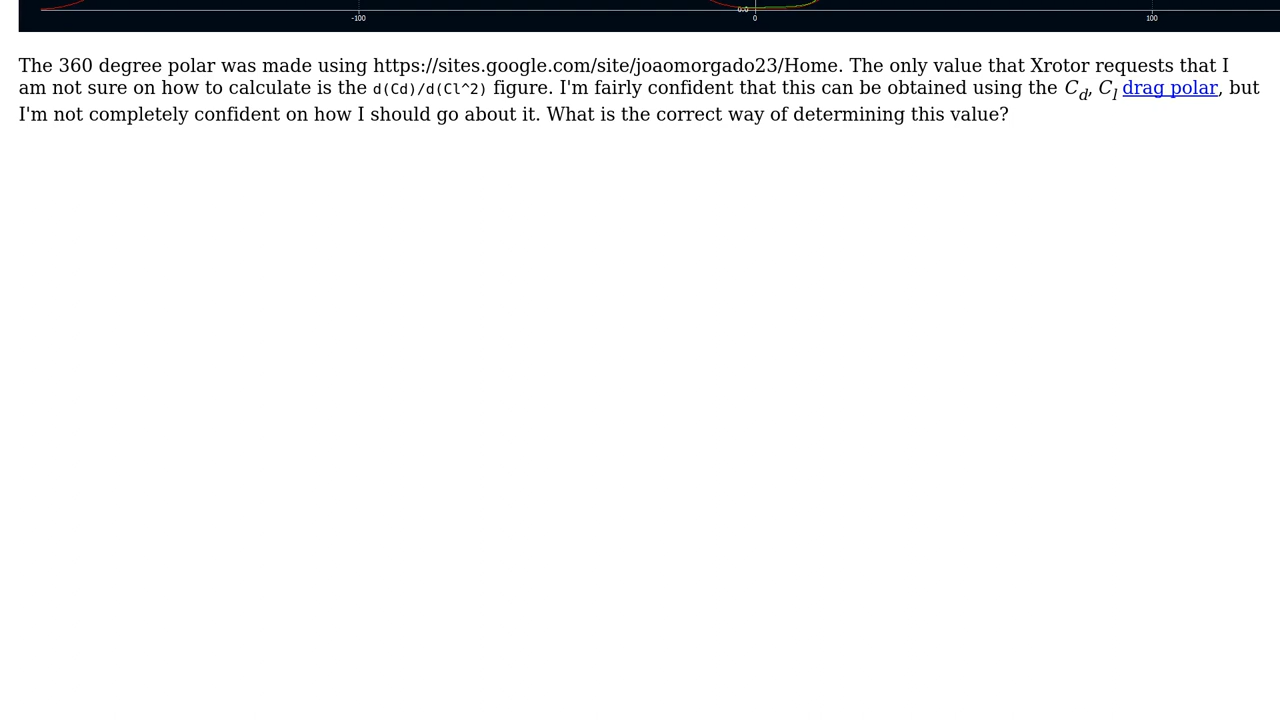 0.0
-100 0 100
The 360 degree polar was made using https://sites.google.com/site/joaomorgado23/Home. The only value that Xrotor requests that I
am not sure on how to calculate is the d(Cd)/d(Cl^2) figure. I'm fairly confident that this can be obtained using the Cd, Cl drag polar, but
I'm not completely confident on how I should go about it. What is the correct way of determining this value?